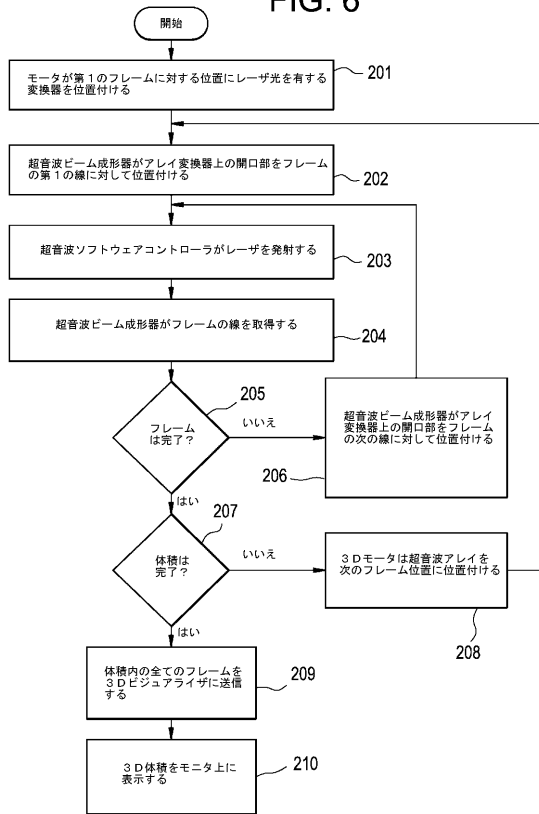 FIG. 6
開始
モータが第1のフレームに対する位置にレーザ光を有する
変換器を位置付ける
201
超音波ビーム成形器がアレイ変換器上の開口部をフレーム
の第1の線に対して位置付ける
202
超音波ソフトウェアコントローラがレーザを発射する
203
超音波ビーム成形器がフレームの線を取得する
204
フレーム
は完了?
205
いいえ
超音波ビーム成形器がアレイ
変換器上の開口部をフレーム
の次の線に対して位置付ける
206
はい
体積は
完了?
207
いいえ
3Dモータは超音波アレイを
次のフレーム位置に位置付ける
208
はい
体積内の全てのフレームを
3Dビジュアライザに送信
する
209
3D体積をモニタ上に
表示する
210